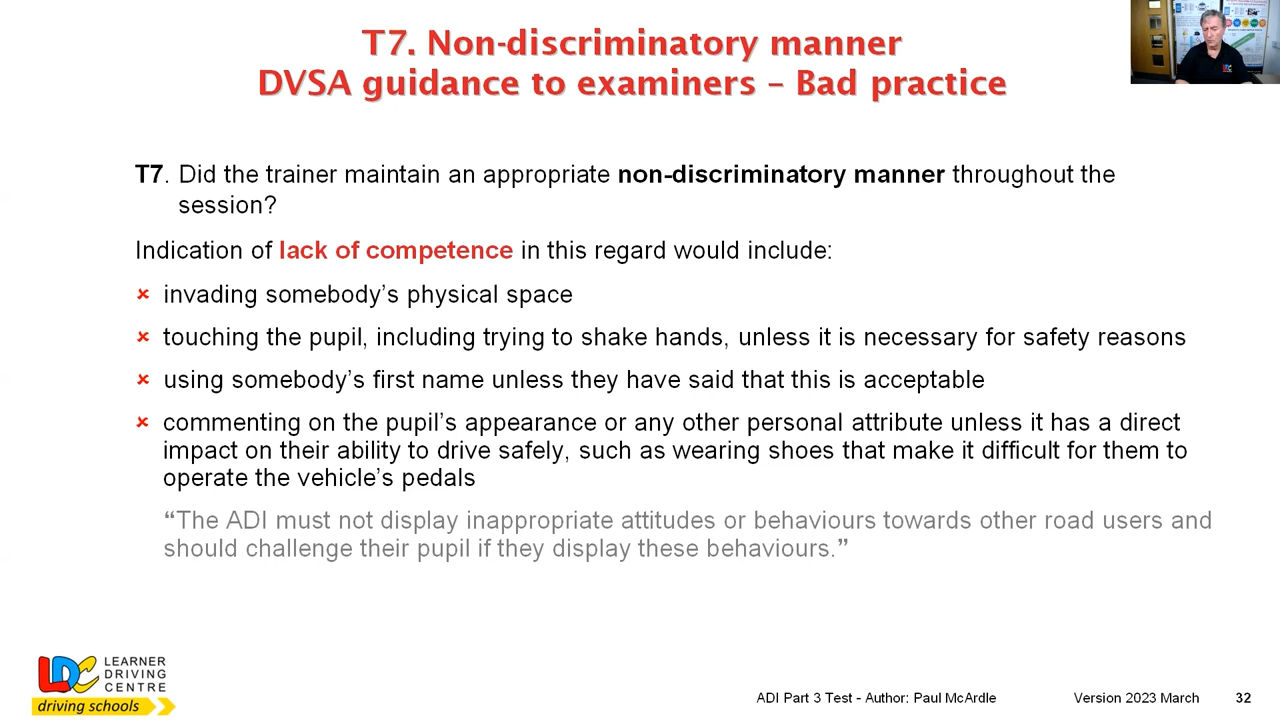 T7. Non-discriminatory manner
DVSA guidance to examiners – Bad practice
T7. Did the trainer maintain an appropriate non-discriminatory manner throughout the
session?
Indication of lack of competence in this regard would include:
× invading somebody’s physical space
× touching the pupil, including trying to shake hands, unless it is necessary for safety reasons
× using somebody’s first name unless they have said that this is acceptable
× commenting on the pupil’s appearance or any other personal attribute unless it has a direct
impact on their ability to drive safely, such as wearing shoes that make it difficult for them to
operate the vehicle’s pedals
“The ADI must not display inappropriate attitudes or behaviours towards other road users and
should challenge their pupil if they display these behaviours.”
LDC
LEARNER
DRIVING
CENTRE
driving schools
ADI Part 3 Test - Author: Paul McArdle
Version 2023 March
32